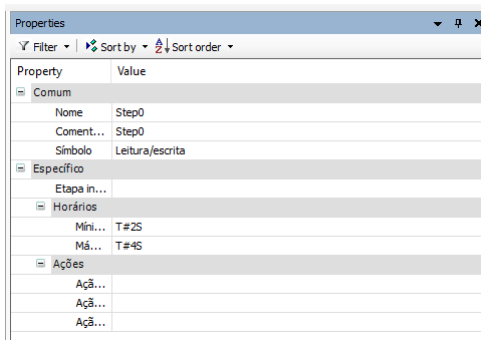 Properties
Filter Sort by Sort order
Property Value
Comum
Nome Step0
Coment... Step0
Símbolo Leitura/escrita
Específico
Etapa in...
Horários
Míni... T#2S
Má... T#4S
Ações
Açã...
Açã...
Açã...